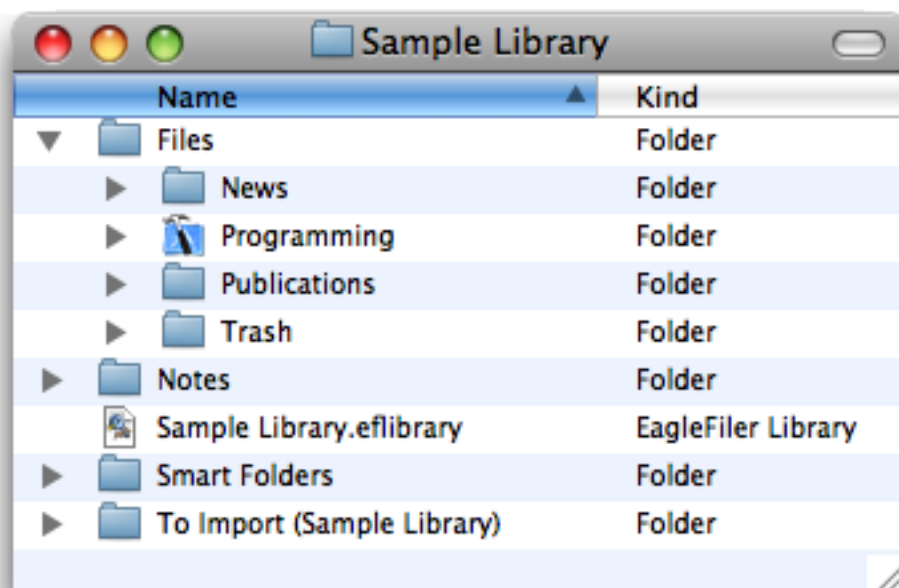 Sample Library
Name Kind
Files Folder
News Folder
Programming Folder
Publications Folder
Trash Folder
Notes Folder
Sample Library.eflibrary EagleFiler Library
Smart Folders Folder
To Import (Sample Library) Folder